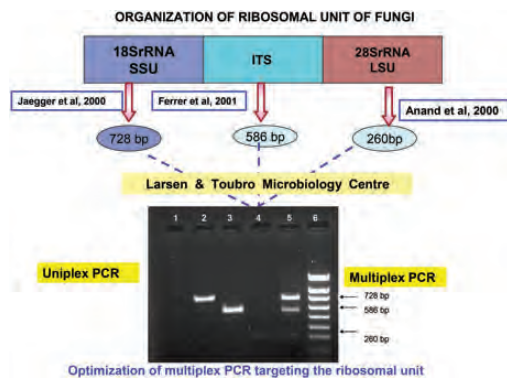 ORGANIZATION OF RIBOSOMAL UNIT OF FUNGI
18SrRNA
SSU
ITS
28SrRNA
LSU
Jaegger et al, 2000
Ferrer et al, 2001
Anand et al, 2000
728 bp
586 bp
260bp
Larsen & Toubro Microbiology Centre
1 2 3 4 5 6
Uniplex PCR
Multiplex PCR
728 bp
586 bp
260 bp
Optimization of multiplex PCR targeting the ribosomal unit